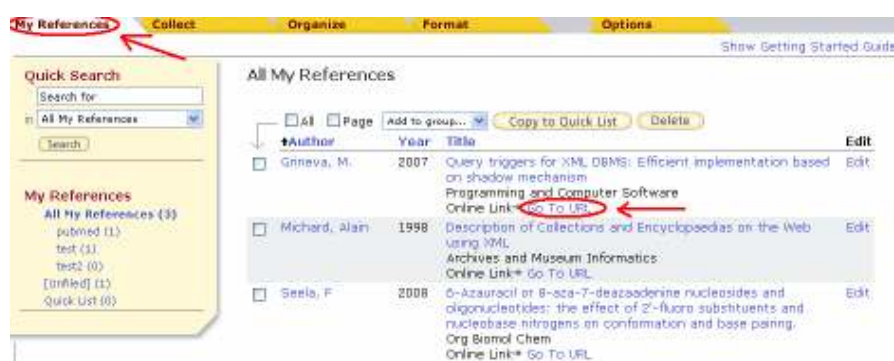 My References Collect Organize Format Options
Show Getting Started Guide
Quick Search
Search for
in All My References
Search
My References
All My References (3)
pubmed (1)
test (1)
test2 (0)
[Unfiled] (1)
Quick List (0)
All My References
All Page Add to group... Copy to Quick List Delete
Author Year Title Edit
Grineva, M. 2007 Query triggers for XML DBMS: Efficient implementation based Edit
on shadow mechanism
Programming and Computer Software
Online Link→ Go To URL
Michard, Alain 1998 Description of Collections and Encyclopaedias on the Web Edit
using XML
Archives and Museum Informatics
Online Link→ Go To URL
Seela, F 2008 6-Azauracil or 8-aza-7-deazaadenine nucleosides and Edit
oligonucleotides: the effect of 2'-fluoro substituents and
nucleobase nitrogens on conformation and base pairing.
Org Biomol Chem
Online Link→ Go To URL